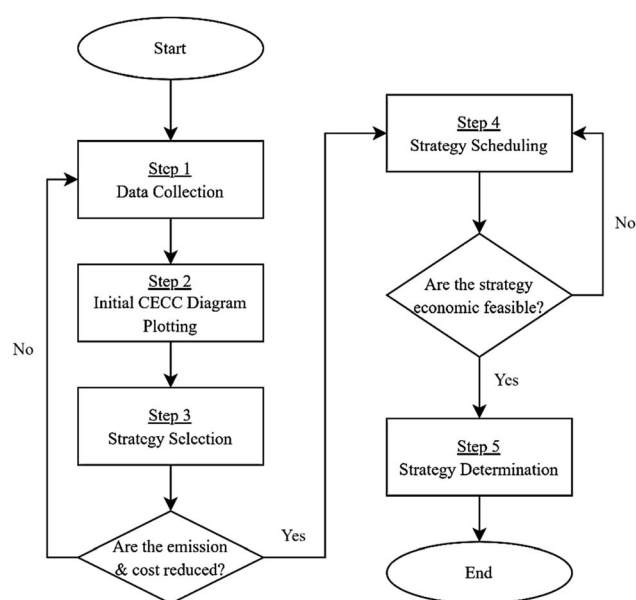 Start
Step 1
Data Collection
Step 2
Initial CECC Diagram
Plotting
Step 3
Strategy Selection
Are the emission
& cost reduced?
No
Yes
Step 4
Strategy Scheduling
Are the strategy
economic feasible?
No
Yes
Step 5
Strategy Determination
End